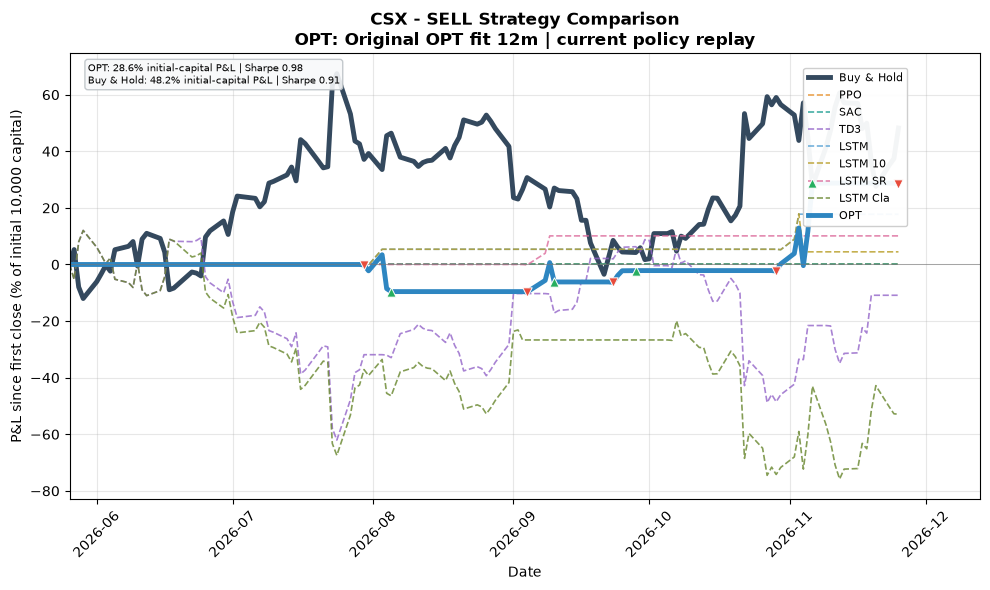 CSX - SELL Strategy Comparison
OPT: Original OPT fit 12m | current policy replay
OPT: 28.6% initial-capital P&L | Sharpe 0.98
Buy & Hold: 48.2% initial-capital P&L | Sharpe 0.91
Buy & Hold
PPO
SAC
TD3
LSTM
LSTM 10
LSTM SR
LSTM Cla
OPT
P&L since first close (% of initial 10,000 capital)
60
40
20
0
−20
−40
−60
−80
2026-06
2026-07
2026-08
2026-09
2026-10
2026-11
2026-12
Date